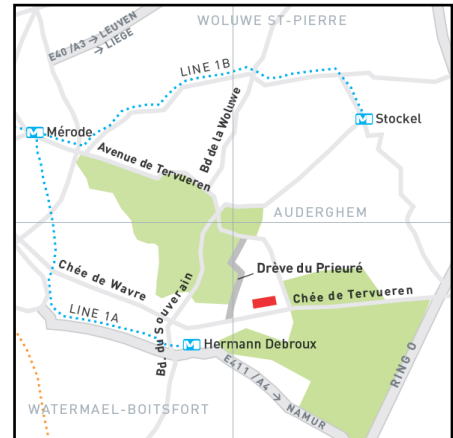 WOLUWE ST-PIERRE
E40 /A3 → LEUVEN
→ LIEGE
LINE 1B
M Stockel
M Mérode
Bd de la Woluwe
Avenue de Tervueren
AUDERGHEM
Drève du Prieuré
Chée de Wavre
Chée de Tervueren
Bd. du Souverain
LINE 1A
M Hermann Debroux
E411 /A4 → NAMUR
RING O
WATERMAEL-BOITSFORT